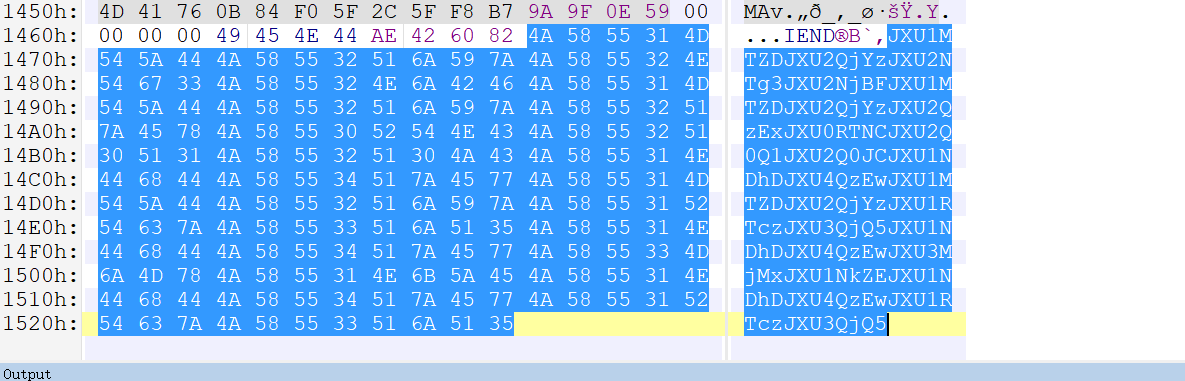 1450h: 4D 41 76 0B 84 F0 5F 2C 5F F8 B7 9A 9F 0E 59 00 MAv.„ð_,_ø·šŸ.Y.
1460h: 00 00 00 49 45 4E 44 AE 42 60 82 4A 58 55 31 4D ...IEND®B`‚JXU1M
1470h: 54 5A 44 4A 58 55 32 51 6A 59 7A 4A 58 55 32 4E TZDJXU2QjYzJXU2N
1480h: 54 67 33 4A 58 55 32 4E 6A 42 46 4A 58 55 31 4D Tg3JXU2NjBFJXU1M
1490h: 54 5A 44 4A 58 55 32 51 6A 59 7A 4A 58 55 32 51 TZDJXU2QjYzJXU2Q
14A0h: 7A 45 78 4A 58 55 30 52 54 4E 43 4A 58 55 32 51 zExJXU0RTNCJXU2Q
14B0h: 30 51 31 4A 58 55 32 51 30 4A 43 4A 58 55 31 4E 0Q1JXU2Q0JCJXU1N
14C0h: 44 68 44 4A 58 55 34 51 7A 45 77 4A 58 55 31 4D DhDJXU4QzEwJXU1M
14D0h: 54 5A 44 4A 58 55 32 51 6A 59 7A 4A 58 55 31 52 TZDJXU2QjYzJXU1R
14E0h: 54 63 7A 4A 58 55 33 51 6A 51 35 4A 58 55 31 4E TczJXU3QjQ5JXU1N
14F0h: 44 68 44 4A 58 55 34 51 7A 45 77 4A 58 55 33 4D DhDJXU4QzEwJXU3M
1500h: 6A 4D 78 4A 58 55 31 4E 6B 5A 45 4A 58 55 31 4E jMxJXU1NkZEJXU1N
1510h: 44 68 44 4A 58 55 34 51 7A 45 77 4A 58 55 31 52 DhDJXU4QzEwJXU1R
1520h: 54 63 7A 4A 58 55 33 51 6A 51 35 TczJXU3QjQ5
Output